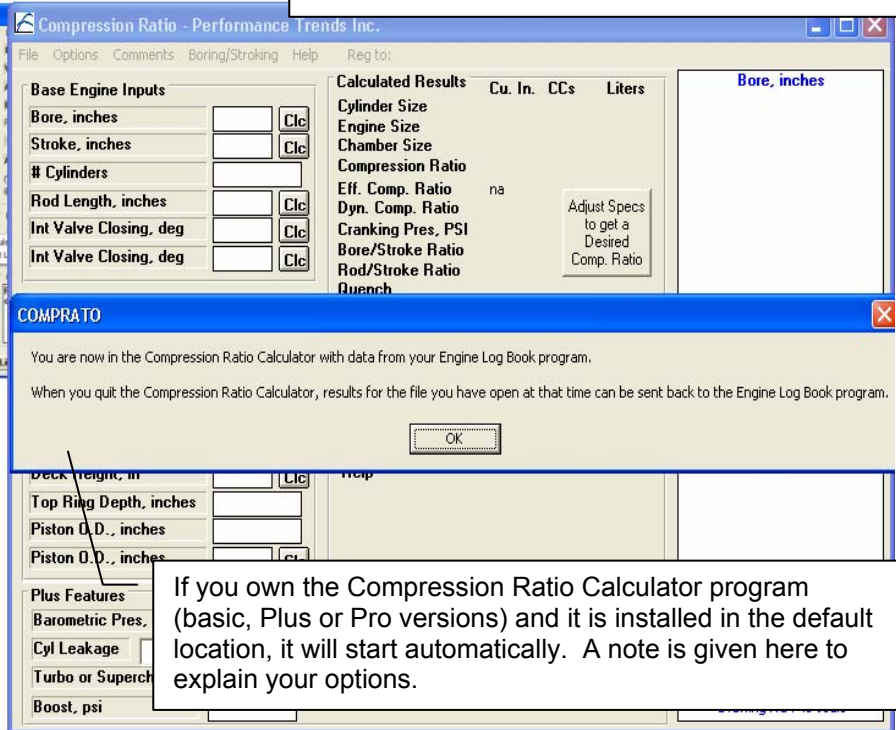 Compression Ratio - Performance Trends Inc.
File Options Comments Boring/Stroking Help Reg to:
Base Engine Inputs
Bore, inches Clc
Stroke, inches Clc
# Cylinders
Rod Length, inches Clc
Int Valve Closing, deg Clc
Int Valve Closing, deg Clc
Calculated Results Cu. In. CCs Liters
Cylinder Size
Engine Size
Chamber Size
Compression Ratio
Eff. Comp. Ratio na
Dyn. Comp. Ratio
Cranking Pres, PSI
Bore/Stroke Ratio
Rod/Stroke Ratio
Quench
Adjust Specs
to get a
Desired
Comp. Ratio
Bore, inches
COMPRATO
You are now in the Compression Ratio Calculator with data from your Engine Log Book program.
When you quit the Compression Ratio Calculator, results for the file you have open at that time can be sent back to the Engine Log Book program.
OK
Deck Height, in Clc
Help
Top Ring Depth, inches
Piston O.D., inches
Piston O.D., inches Clc
Plus Features
Barometric Pres,
Cyl Leakage
Turbo or Superch
Boost, psi
If you own the Compression Ratio Calculator program
(basic, Plus or Pro versions) and it is installed in the default
location, it will start automatically. A note is given here to
explain your options.